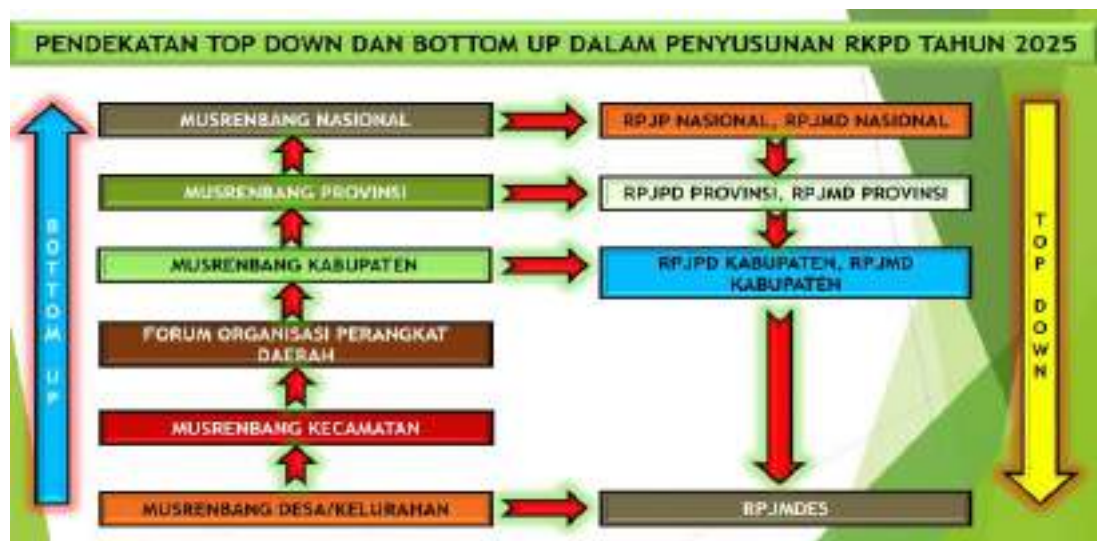 PENDEKATAN TOP DOWN DAN BOTTOM UP DALAM PENYUSUNAN RKPD TAHUN 2025
BOTTOM UP
MUSRENBANG NASIONAL
RPJP NASIONAL, RPJMD NASIONAL
MUSRENBANG PROVINSI
RPJPD PROVINSI, RPJMD PROVINSI
MUSRENBANG KABUPATEN
RPJPD KABUPATEN, RPJMD
KABUPATEN
FORUM ORGANISASI PERANGKAT
DAERAH
MUSRENBANG KECAMATAN
MUSRENBANG DESA/KELURAHAN
RPJMDES
TOP DOWN